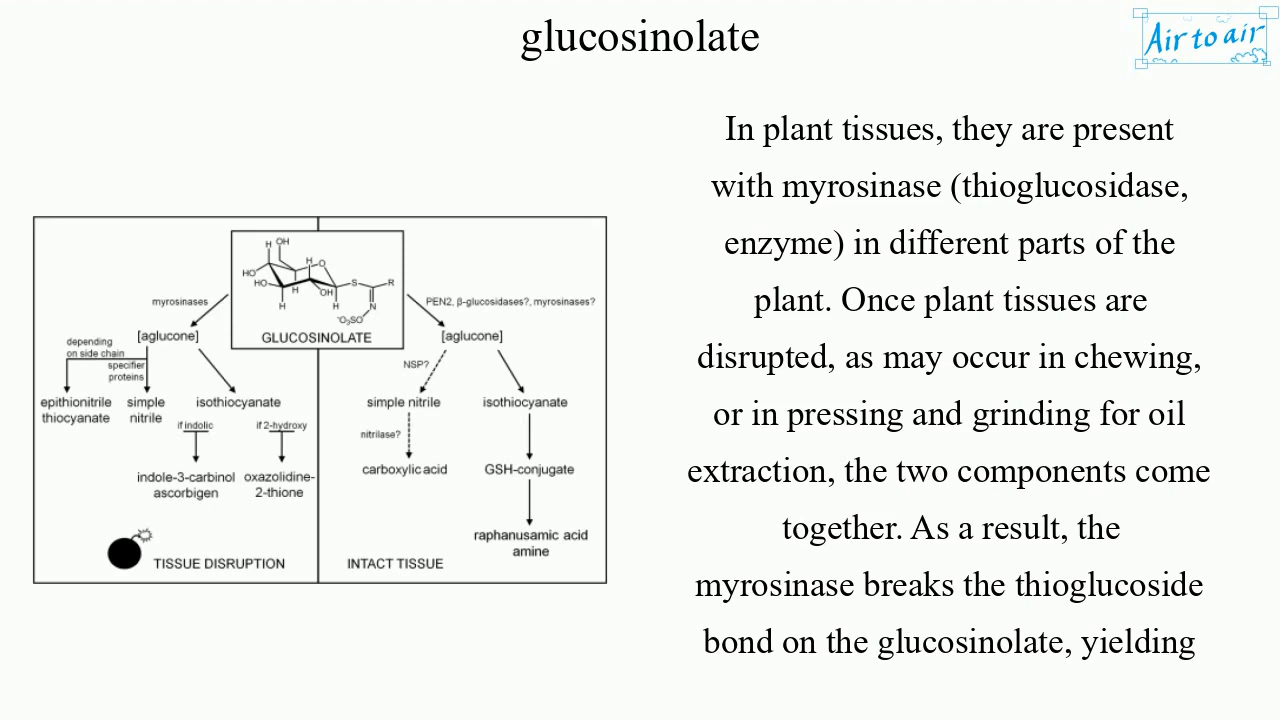 glucosinolate
Air to air
In plant tissues, they are present
with myrosinase (thioglucosidase,
enzyme) in different parts of the
plant. Once plant tissues are
disrupted, as may occur in chewing,
or in pressing and grinding for oil
extraction, the two components come
together. As a result, the
myrosinase breaks the thioglucoside
bond on the glucosinolate, yielding
H OH
HO
H
O
HO
S
R
H
OH
H
H
N
⁻O₃SO
GLUCOSINOLATE
myrosinases
PEN2, β-glucosidases?, myrosinases?
[aglucone]
[aglucone]
depending
on side chain
specifier
proteins
NSP?
epithionitrile
thiocyanate
simple
nitrile
isothiocyanate
simple nitrile
isothiocyanate
if indolic
if 2-hydroxy
nitrilase?
indole-3-carbinol
ascorbigen
oxazolidine-
2-thione
carboxylic acid
GSH-conjugate
raphanusamic acid
amine
TISSUE DISRUPTION
INTACT TISSUE